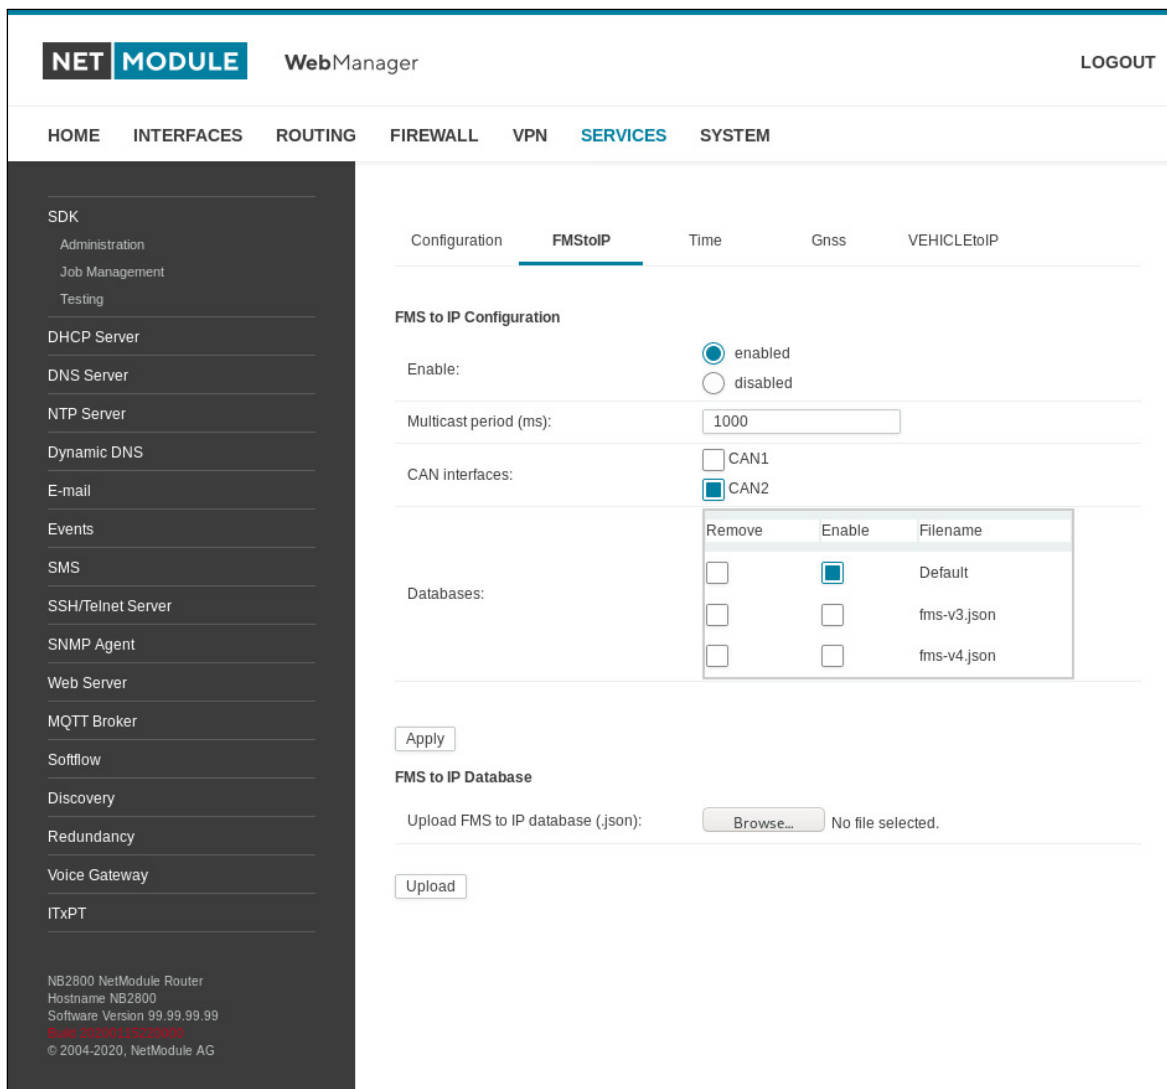 NET MODULE WebManager LOGOUT
HOME INTERFACES ROUTING FIREWALL VPN SERVICES SYSTEM
SDK
Administration
Job Management
Testing
DHCP Server
DNS Server
NTP Server
Dynamic DNS
E-mail
Events
SMS
SSH/Telnet Server
SNMP Agent
Web Server
MQTT Broker
Softflow
Discovery
Redundancy
Voice Gateway
ITxPT
NB2800 NetModule Router
Hostname NB2800
Software Version 99.99.99.99
Build
© 2004-2020, NetModule AG
Configuration FMStoIP Time Gnss VEHICLEtoIP
FMS to IP Configuration
Enable:
enabled
disabled
Multicast period (ms): 1000
CAN interfaces:
CAN1
CAN2
Databases:
Remove Enable Filename
Default
fms-v3.json
fms-v4.json
Apply
FMS to IP Database
Upload FMS to IP database (.json): Browse... No file selected.
Upload